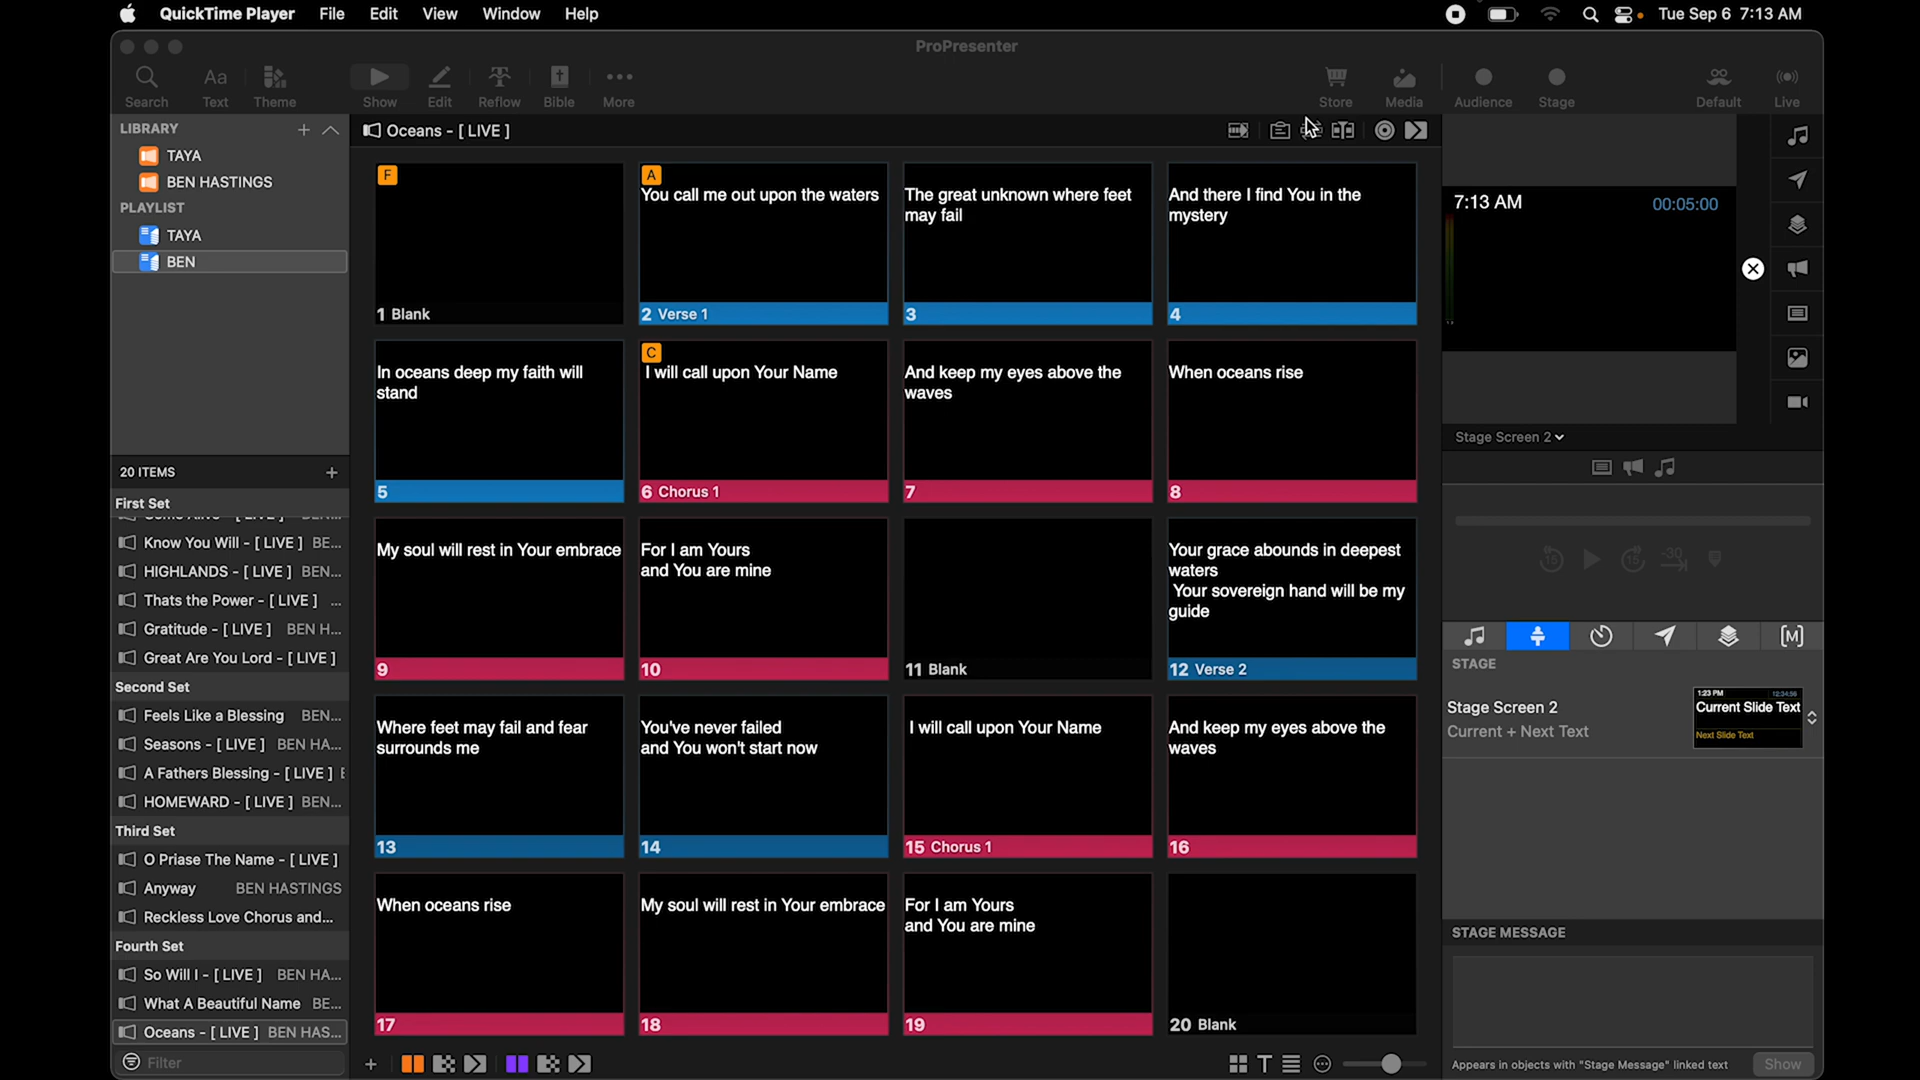 QuickTime Player File Edit View Window Help Tue Sep 6 7:13 AM
ProPresenter
Search Text Theme Show Edit Reflow Bible More Store Media Audience Stage Default Live
LIBRARY
TAYA
BEN HASTINGS
PLAYLIST
TAYA
BEN
20 ITEMS
First Set
Know You Will - [ LIVE ] BE...
HIGHLANDS - [ LIVE ] BEN...
Thats the Power - [ LIVE ] ...
Gratitude - [ LIVE ] BEN H...
Great Are You Lord - [ LIVE ]
Second Set
Feels Like a Blessing BEN...
Seasons - [ LIVE ] BEN HA...
A Fathers Blessing - [ LIVE ]
HOMEWARD - [ LIVE ] BEN...
Third Set
O Priase The Name - [ LIVE ]
Anyway BEN HASTINGS
Reckless Love Chorus and...
Fourth Set
So Will I - [ LIVE ] BEN HA...
What A Beautiful Name BE...
Oceans - [ LIVE ] BEN HAS...
Filter
Oceans - [ LIVE ]
F
1 Blank
A
You call me out upon the waters
2 Verse 1
The great unknown where feet
may fail
3
And there I find You in the
mystery
4
In oceans deep my faith will
stand
5
C
I will call upon Your Name
6 Chorus 1
And keep my eyes above the
waves
7
When oceans rise
8
My soul will rest in Your embrace
9
For I am Yours
and You are mine
10
11 Blank
Your grace abounds in deepest
waters
Your sovereign hand will be my
guide
12 Verse 2
Where feet may fail and fear
surrounds me
13
You've never failed
and You won't start now
14
I will call upon Your Name
15 Chorus 1
And keep my eyes above the
waves
16
When oceans rise
17
My soul will rest in Your embrace
18
For I am Yours
and You are mine
19
20 Blank
7:13 AM 00:05:00
Stage Screen 2
15 15 -30
STAGE
Stage Screen 2
Current + Next Text
1:23 PM 12:34:56
Current Slide Text
Next Slide Text
STAGE MESSAGE
Appears in objects with "Stage Message" linked text Show